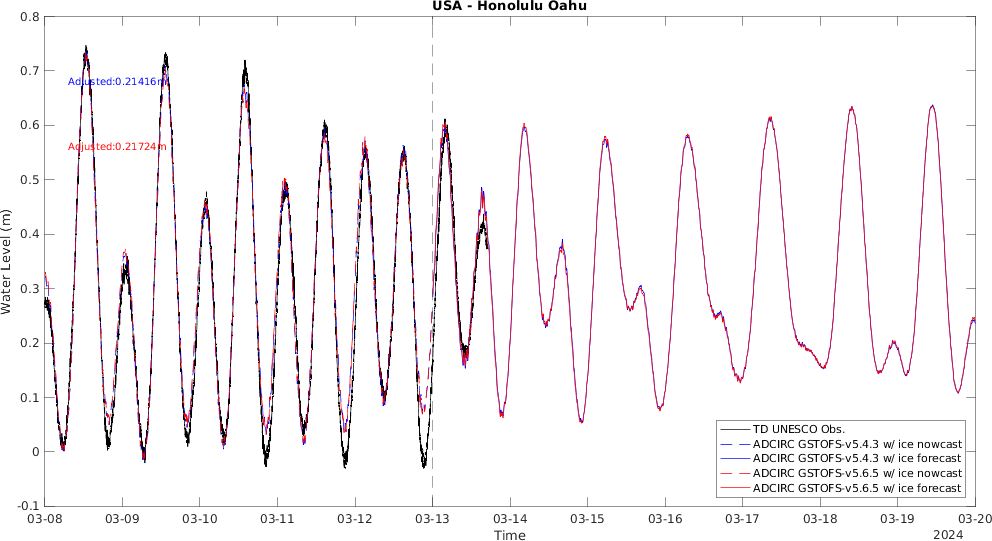 USA - Honolulu Oahu
0.8
0.7
0.6
0.5
0.4
0.3
0.2
0.1
0
-0.1
Water Level (m)
Adjusted:0.21416m
Adjusted:0.21724m
TD UNESCO Obs.
ADCIRC GSTOFS-v5.4.3 w/ ice nowcast
ADCIRC GSTOFS-v5.4.3 w/ ice forecast
ADCIRC GSTOFS-v5.6.5 w/ ice nowcast
ADCIRC GSTOFS-v5.6.5 w/ ice forecast
03-08 03-09 03-10 03-11 03-12 03-13 03-14 03-15 03-16 03-17 03-18 03-19 03-20
Time
2024